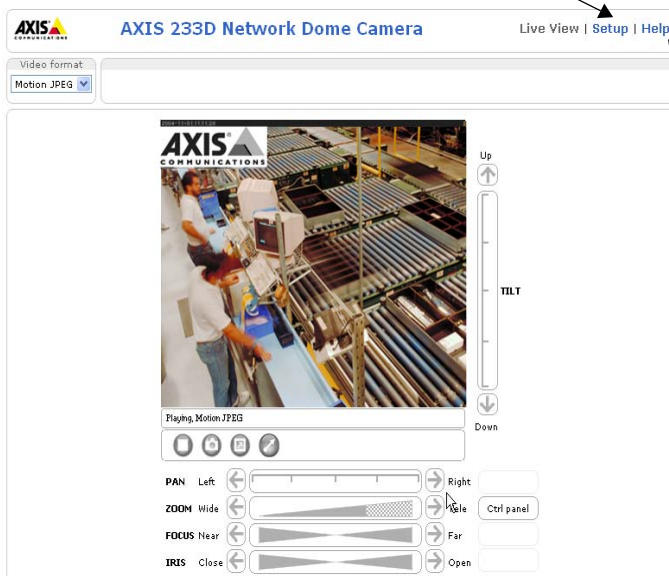 AXIS
COMMUNICATIONS
AXIS 233D Network Dome Camera
Live View | Setup | Help
Video format
Motion JPEG
AXIS
COMMUNICATIONS
Up
TILT
Down
Playing, Motion JPEG
PAN Left Right
ZOOM Wide Tele Ctrl panel
FOCUS Near Far
IRIS Close Open